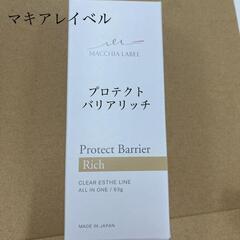 マキアレイベル
MACCHIA LABEL
プロテクト
バリアリッチ
Protect Barrier
Rich
CLEAR ESTHE LINE
ALL IN ONE / 93g
MADE IN JAPAN